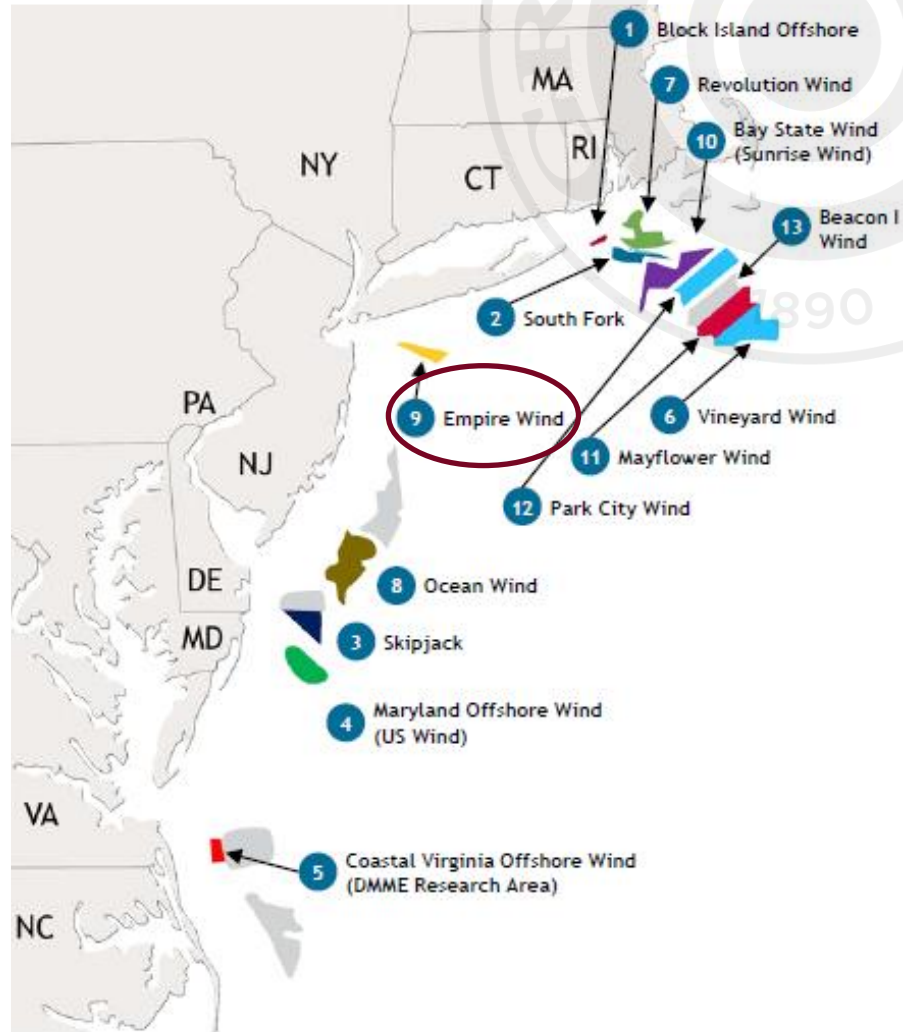 1 Block Island Offshore
MA
7 Revolution Wind
Bay State Wind
10
(Sunrise Wind)
RI
NY
CT
Beacon I
13
Wind
890
2 South Fork
PA
9 Empire Wind
6 Vineyard Wind
NJ
11 Mayflower Wind
12 Park City Wind
DE
8 Ocean Wind
MD
3 Skipjack
Maryland Offshore Wind
4
(US Wind)
VA
Coastal Virginia Offshore Wind
5
(DMME Research Area)
NC